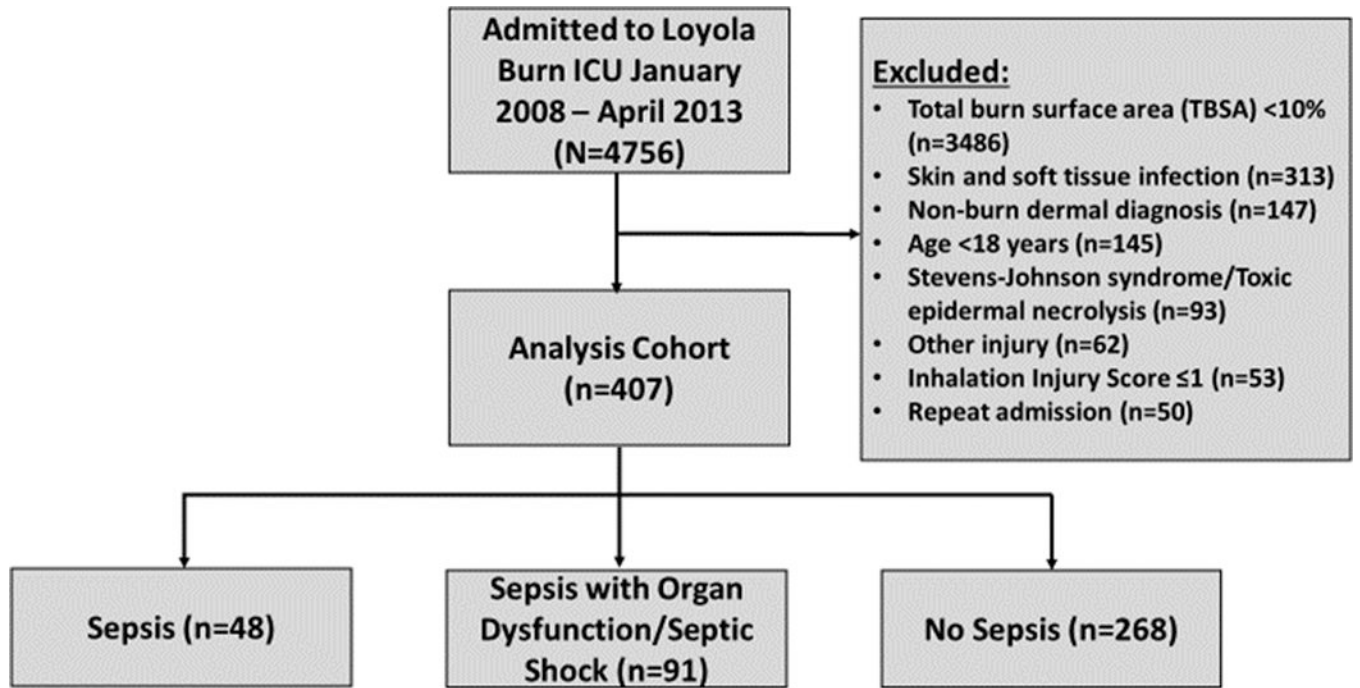 Admitted to Loyola
Burn ICU January
2008 – April 2013
(N=4756)
Excluded:
• Total burn surface area (TBSA) <10%
(n=3486)
• Skin and soft tissue infection (n=313)
• Non-burn dermal diagnosis (n=147)
• Age <18 years (n=145)
• Stevens-Johnson syndrome/Toxic
epidermal necrolysis (n=93)
• Other injury (n=62)
• Inhalation Injury Score ≤1 (n=53)
• Repeat admission (n=50)
Analysis Cohort
(n=407)
Sepsis (n=48)
Sepsis with Organ
Dysfunction/Septic
Shock (n=91)
No Sepsis (n=268)